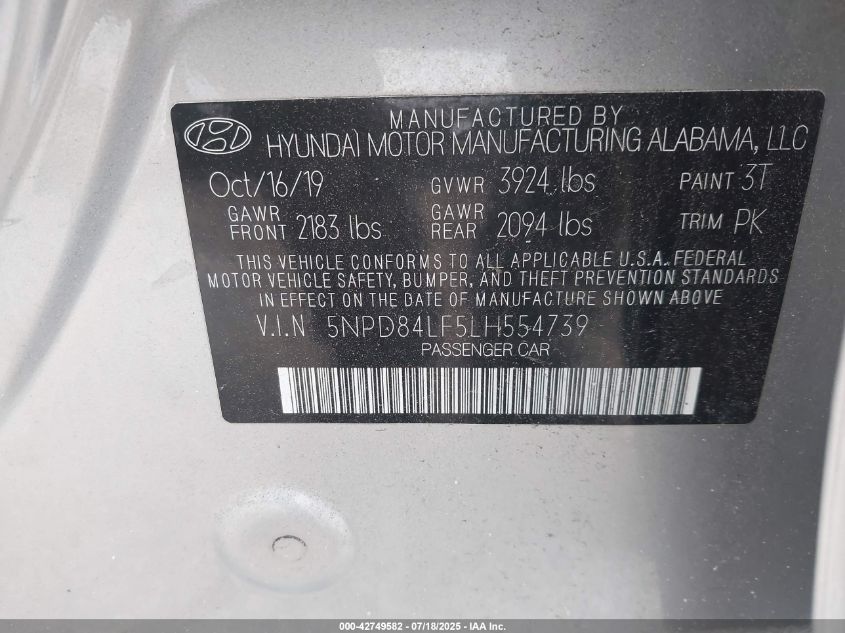 MANUFACTURED BY
HYUNDAI MOTOR MANUFACTURING ALABAMA, LLC
Oct/16/19 GVWR 3924 lbs PAINT 3T
GAWR FRONT 2183 lbs GAWR REAR 2094 lbs TRIM PK
THIS VEHICLE CONFORMS TO ALL APPLICABLE U.S.A. FEDERAL
MOTOR VEHICLE SAFETY, BUMPER, AND THEFT PREVENTION STANDARDS
IN EFFECT ON THE DATE OF MANUFACTURE SHOWN ABOVE
V.I.N 5NPD84LF5LH554739
PASSENGER CAR
000-42749582 - 07/18/2025 - IAA Inc.